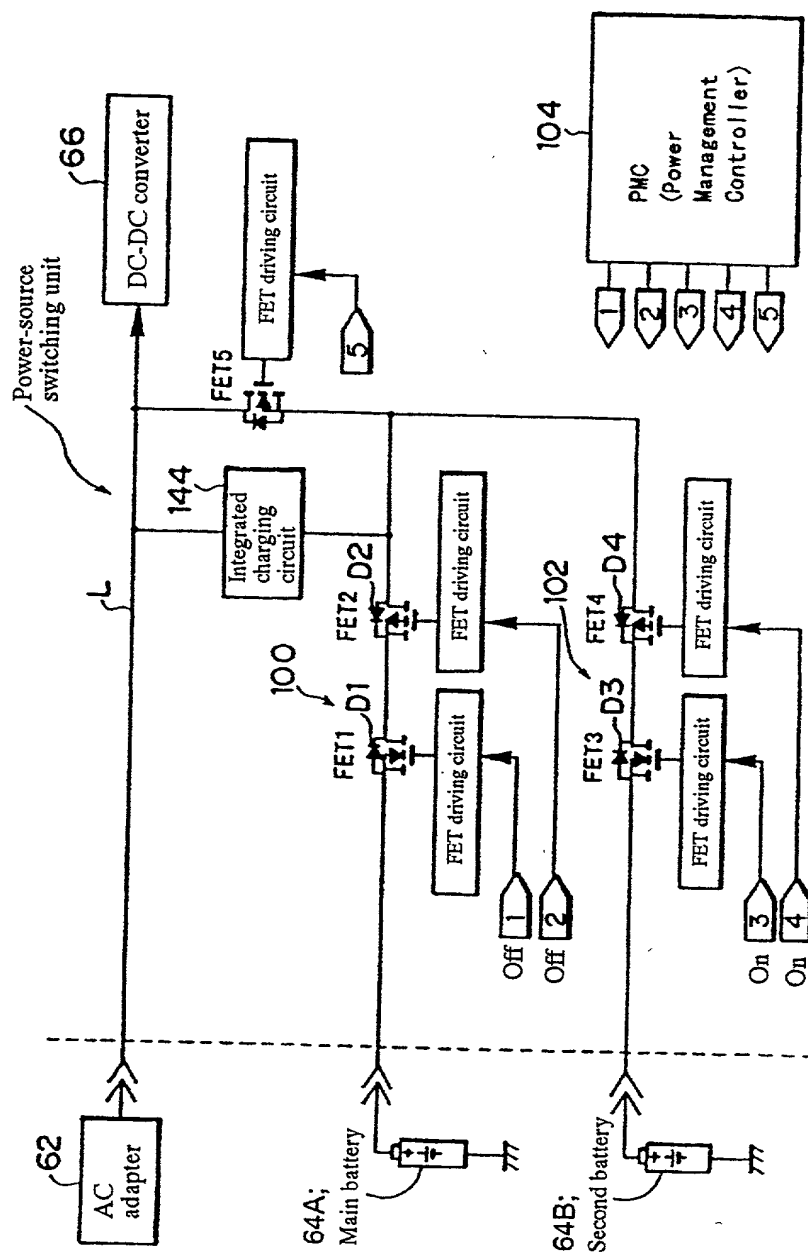 62
AC
adapter
64A;
Main battery
64B;
Second battery
L
Power-source
switching unit
66
DC-DC converter
144
Integrated
charging
circuit
FET5
FET driving circuit
5
100
FET1
D1
FET2
D2
FET driving circuit
FET driving circuit
Off
1
Off
2
102
FET3
D3
FET4
D4
FET driving circuit
FET driving circuit
On
3
On
4
104
PMC
(Power
Management
Controller)
1
2
3
4
5